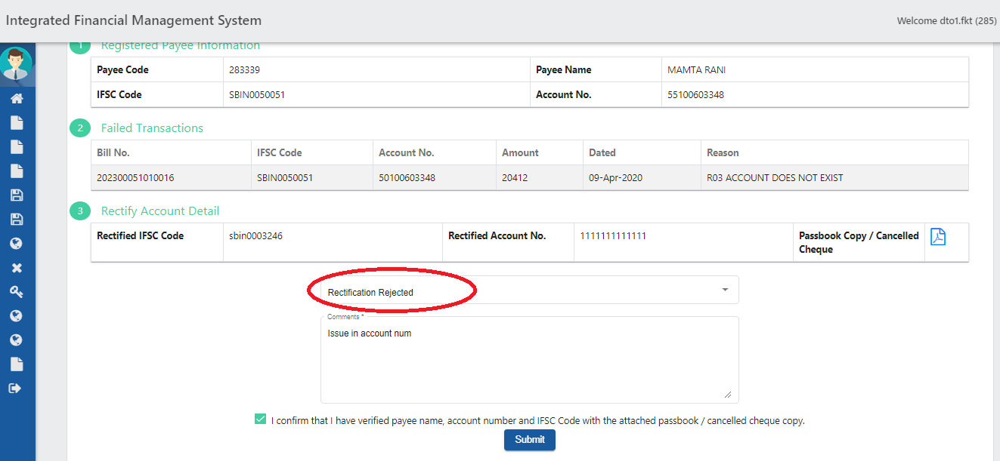 Integrated Financial Management System
Welcome dto1.fkt (285)
1 Registered Payee Information
Payee Code 283339 Payee Name MAMTA RANI
IFSC Code SBIN0050051 Account No. 55100603348
2 Failed Transactions
Bill No. IFSC Code Account No. Amount Dated Reason
202300051010016 SBIN0050051 50100603348 20412 09-Apr-2020 R03 ACCOUNT DOES NOT EXIST
3 Rectify Account Detail
Rectified IFSC Code sbin0003246 Rectified Account No. 1111111111111 Passbook Copy / Cancelled
Cheque
Rectification Rejected
Comments *
Issue in account num
I confirm that I have verified payee name, account number and IFSC Code with the attached passbook / cancelled cheque copy.
Submit